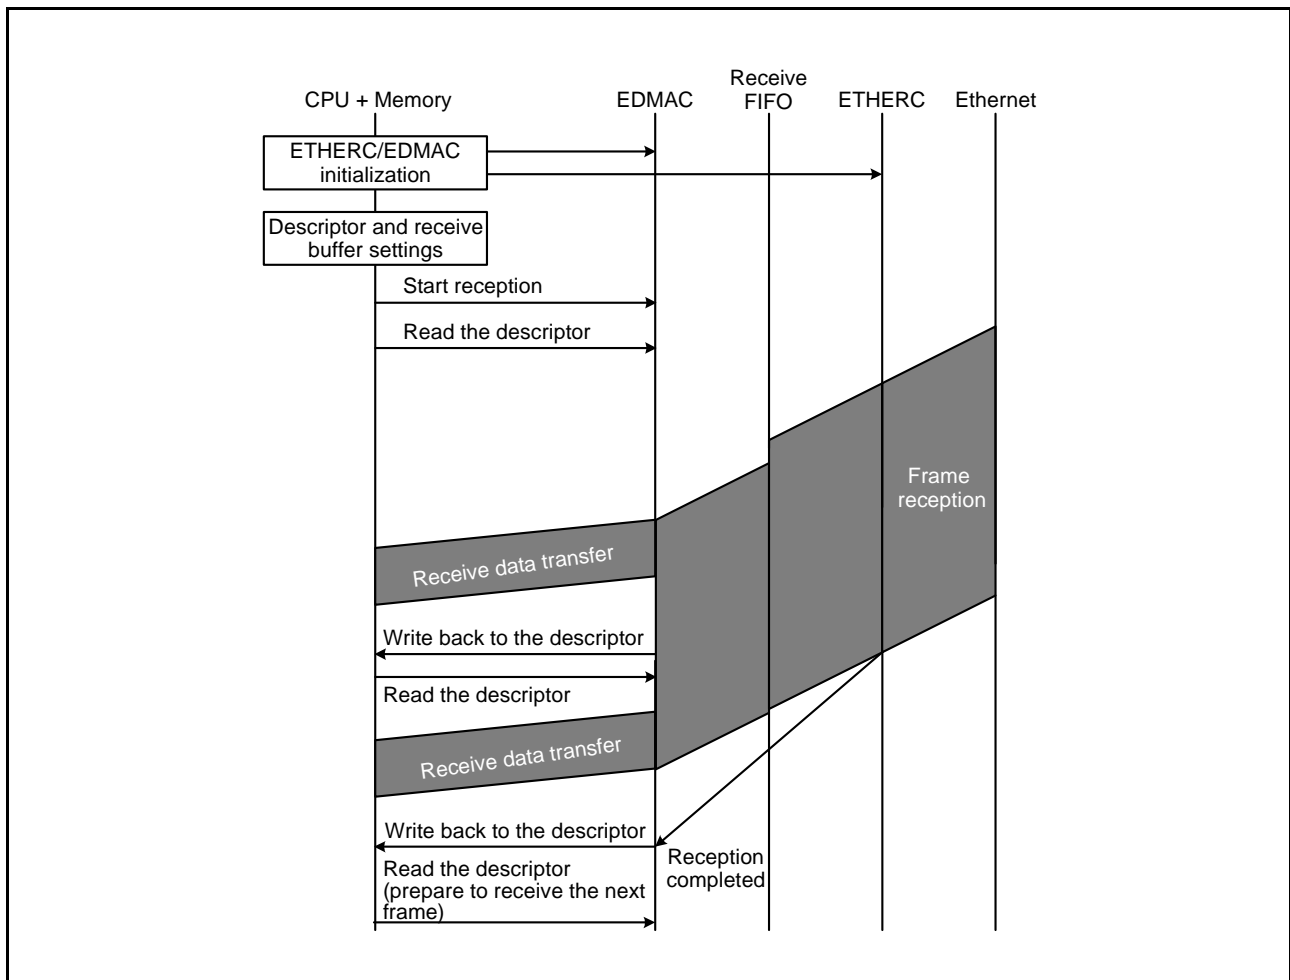 Receive
CPU + Memory EDMAC FIFO ETHERC Ethernet
ETHERC/EDMAC
initialization
Descriptor and receive
buffer settings
Start reception
Read the descriptor
Frame
reception
Receive data transfer
Write back to the descriptor
Read the descriptor
Receive data transfer
Write back to the descriptor
Reception
completed
Read the descriptor
(prepare to receive the next
frame)